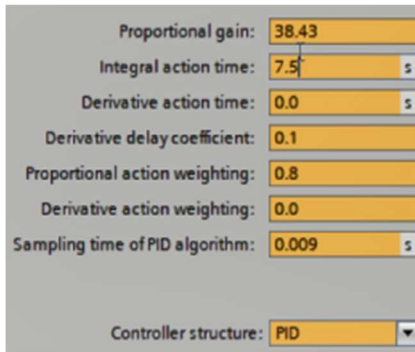 Proportional gain: 38.43
Integral action time: 7.5 s
Derivative action time: 0.0 s
Derivative delay coefficient: 0.1
Proportional action weighting: 0.8
Derivative action weighting: 0.0
Sampling time of PID algorithm: 0.009 s
Controller structure: PID